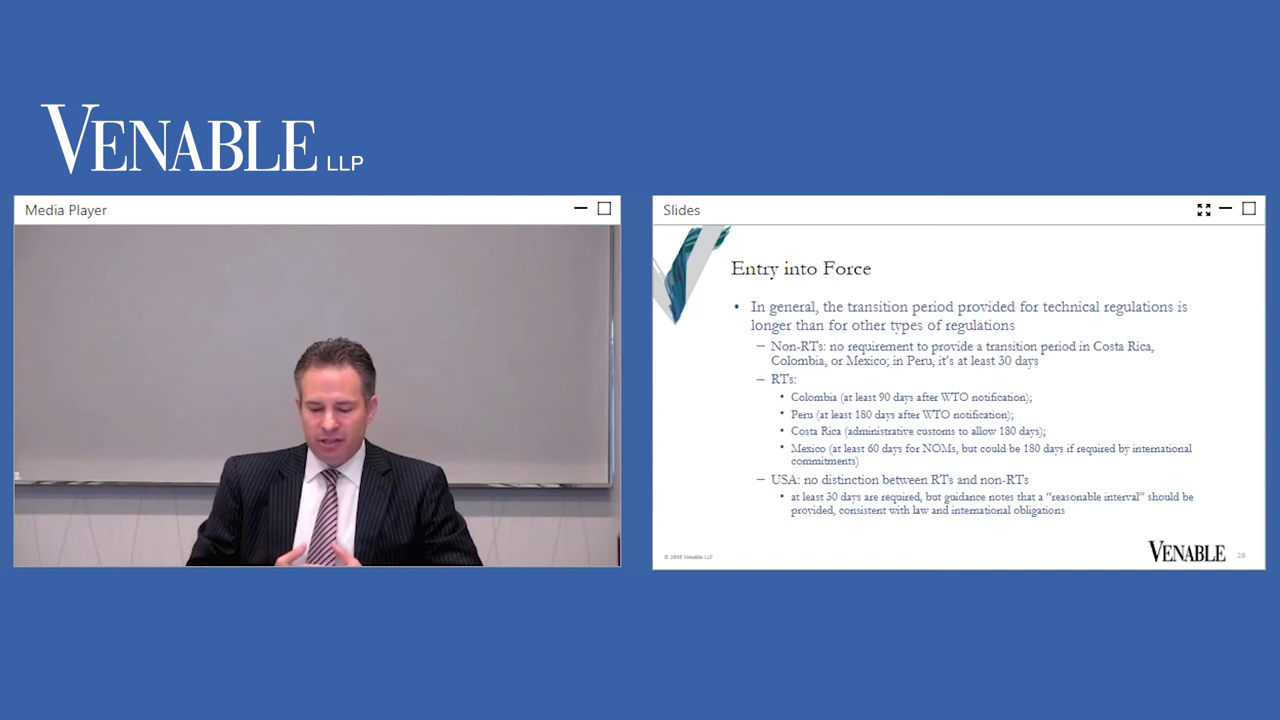 VENABLE LLP
Media Player
Slides
Entry into Force
• In general, the transition period provided for technical regulations is
longer than for other types of regulations
– Non-RTs: no requirement to provide a transition period in Costa Rica,
Colombia, or Mexico; in Peru, it's at least 30 days
– RTs:
• Colombia (at least 90 days after WTO notification);
• Peru (at least 180 days after WTO notification);
• Costa Rica (administrative customs to allow 180 days);
• Mexico (at least 60 days for NOMs, but could be 180 days if required by international
commitments)
– USA: no distinction between RTs and non-RTs
• at least 30 days are required, but guidance notes that a “reasonable interval” should be
provided, consistent with law and international obligations
© Venable LLP
VENABLE
28